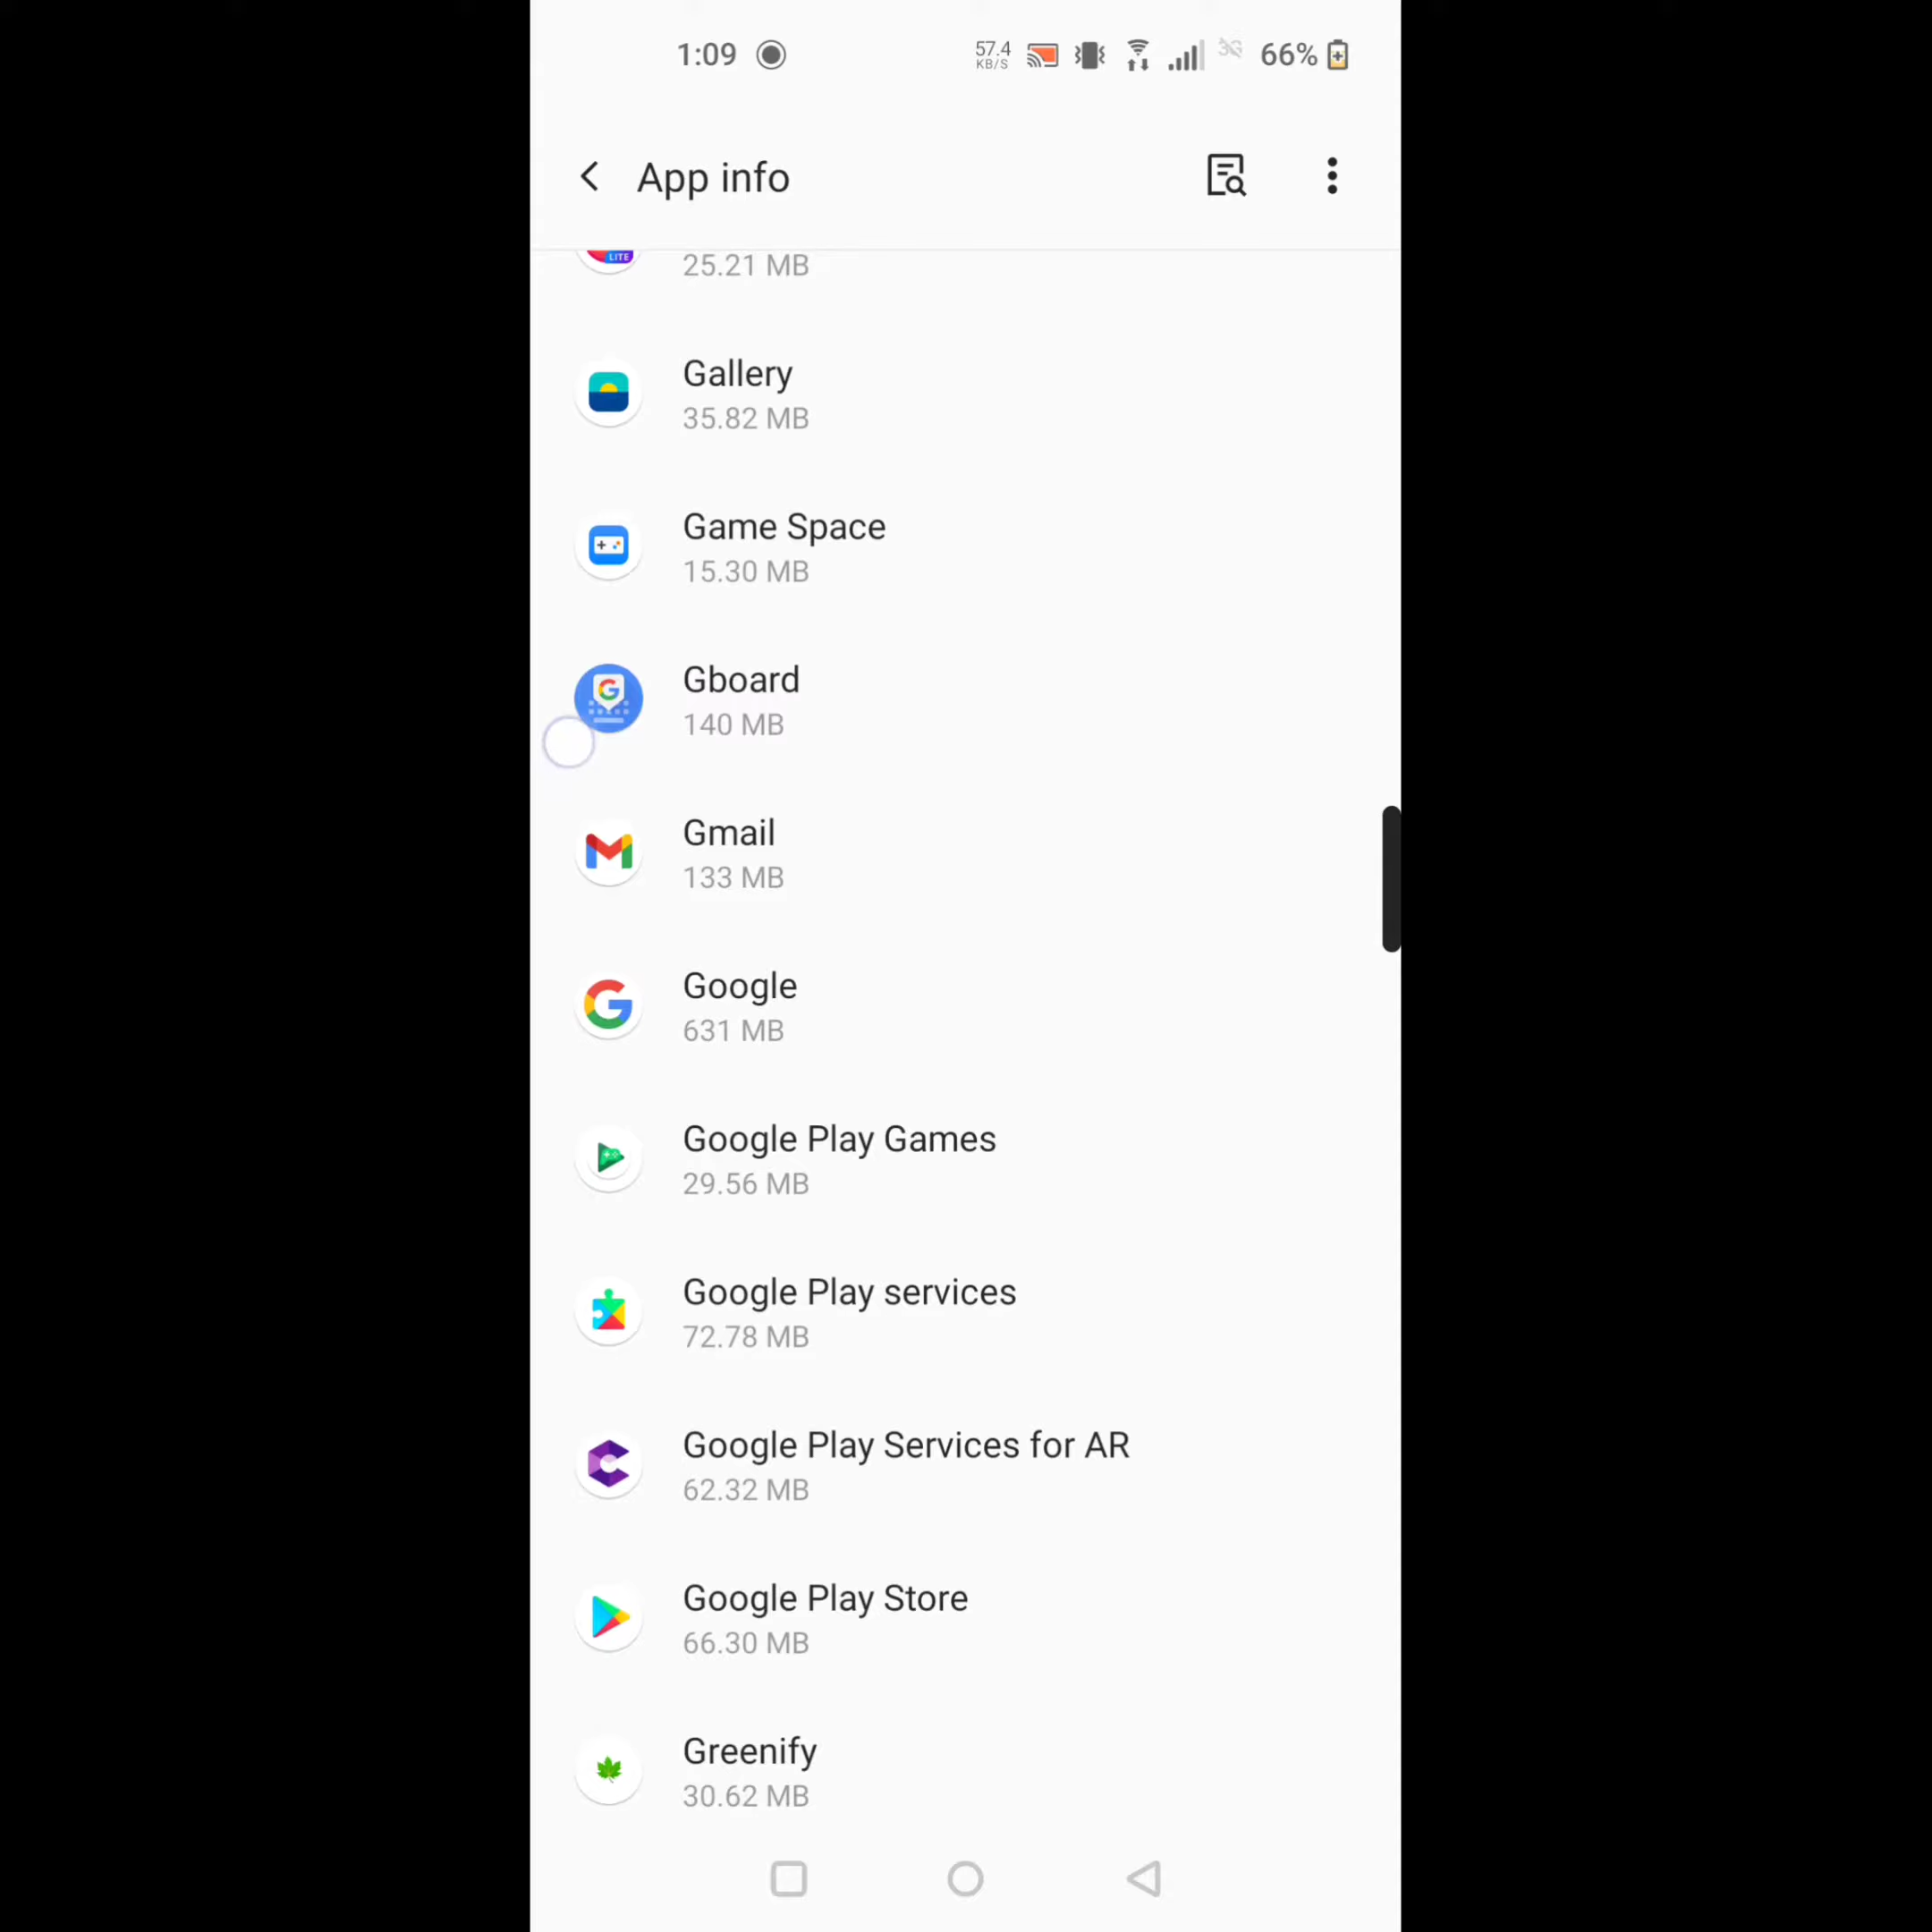 1:09 57.4 KB/S 3G 66%
App info
LITE
25.21 MB
Gallery
35.82 MB
Game Space
15.30 MB
Gboard
140 MB
Gmail
133 MB
Google
631 MB
Google Play Games
29.56 MB
Google Play services
72.78 MB
Google Play Services for AR
62.32 MB
Google Play Store
66.30 MB
Greenify
30.62 MB